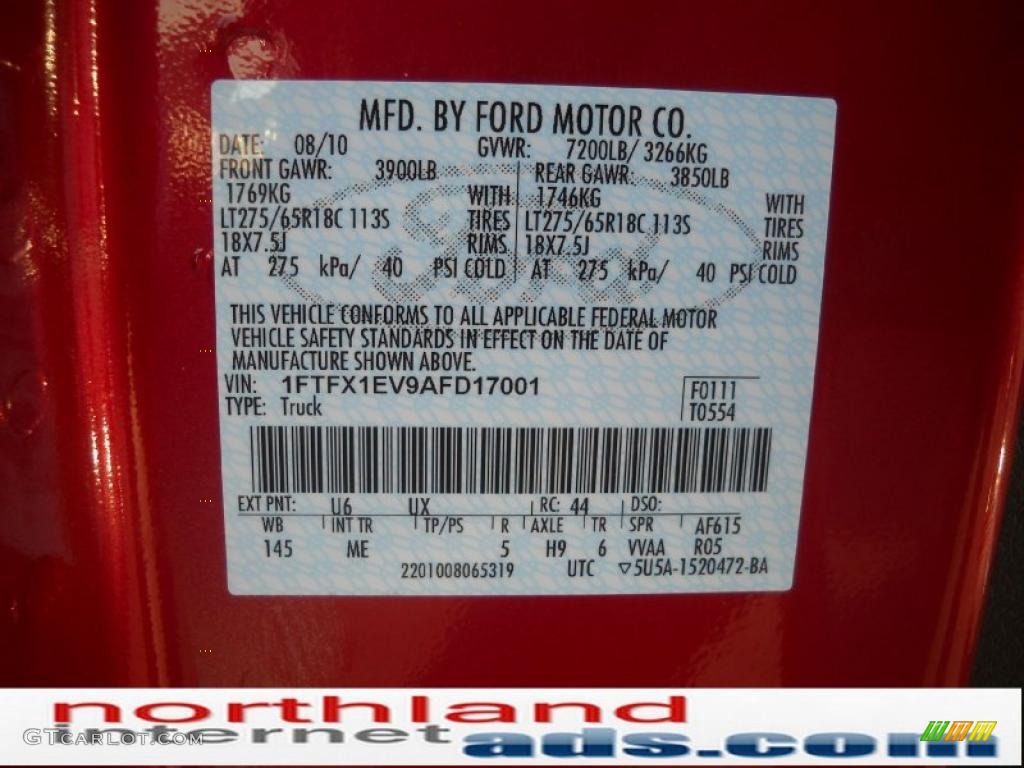 MFD. BY FORD MOTOR CO.
DATE: 08/10 GVWR: 7200LB/ 3266KG
FRONT GAWR: 3900LB REAR GAWR: 3850LB
1769KG WITH 1746KG WITH
LT275/65R18C 113S TIRES LT275/65R18C 113S TIRES
18X7.5J RIMS 18X7.5J RIMS
AT 275 kPa/ 40 PSI COLD AT 275 kPa/ 40 PSI COLD
Ford
THIS VEHICLE CONFORMS TO ALL APPLICABLE FEDERAL MOTOR
VEHICLE SAFETY STANDARDS IN EFFECT ON THE DATE OF
MANUFACTURE SHOWN ABOVE.
VIN: 1FTFX1EV9AFD17001 F0111
TYPE: Truck T0554
EXT PNT: U6 UX RC: 44 DSO:
WB INT TR TP/PS R AXLE TR SPR AF615
145 ME 5 H9 6 VVAA R05
2201008065319 UTC ▽5U5A-1520472-BA
northland
internet ads.com
GTCARLOT.COM